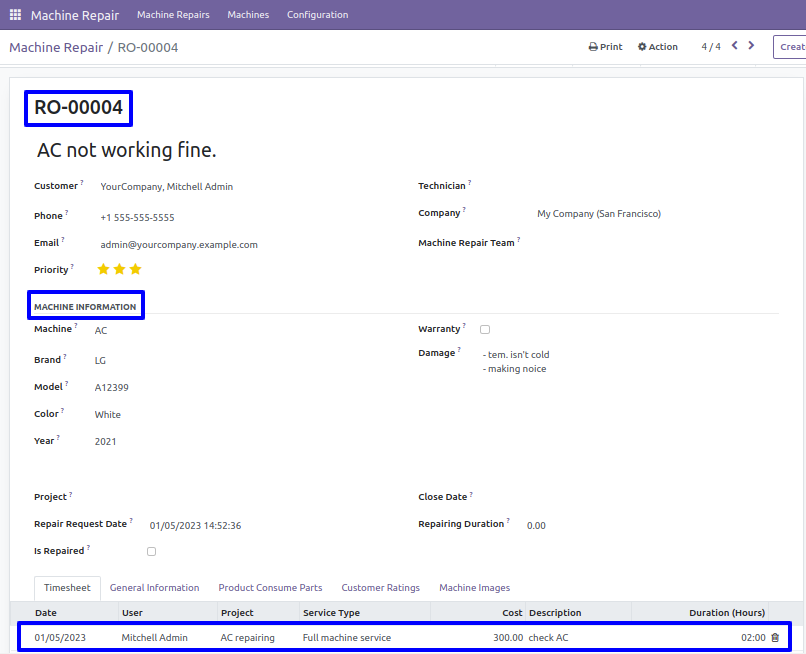 Machine Repair Machine Repairs Machines Configuration
Machine Repair / RO-00004 Print Action 4 / 4 Creat
RO-00004
AC not working fine.
Customer ? YourCompany, Mitchell Admin Technician ?
Phone ? +1 555-555-5555 Company ? My Company (San Francisco)
Email ? admin@yourcompany.example.com Machine Repair Team ?
Priority ?
MACHINE INFORMATION
Machine ? AC Warranty ?
Brand ? LG Damage ? - tem. isn't cold
- making noice
Model ? A12399
Color ? White
Year ? 2021
Project ? Close Date ?
Repair Request Date ? 01/05/2023 14:52:36 Repairing Duration ? 0.00
Is Repaired ?
Timesheet General Information Product Consume Parts Customer Ratings Machine Images
Date User Project Service Type Cost Description Duration (Hours)
01/05/2023 Mitchell Admin AC repairing Full machine service 300.00 check AC 02:00